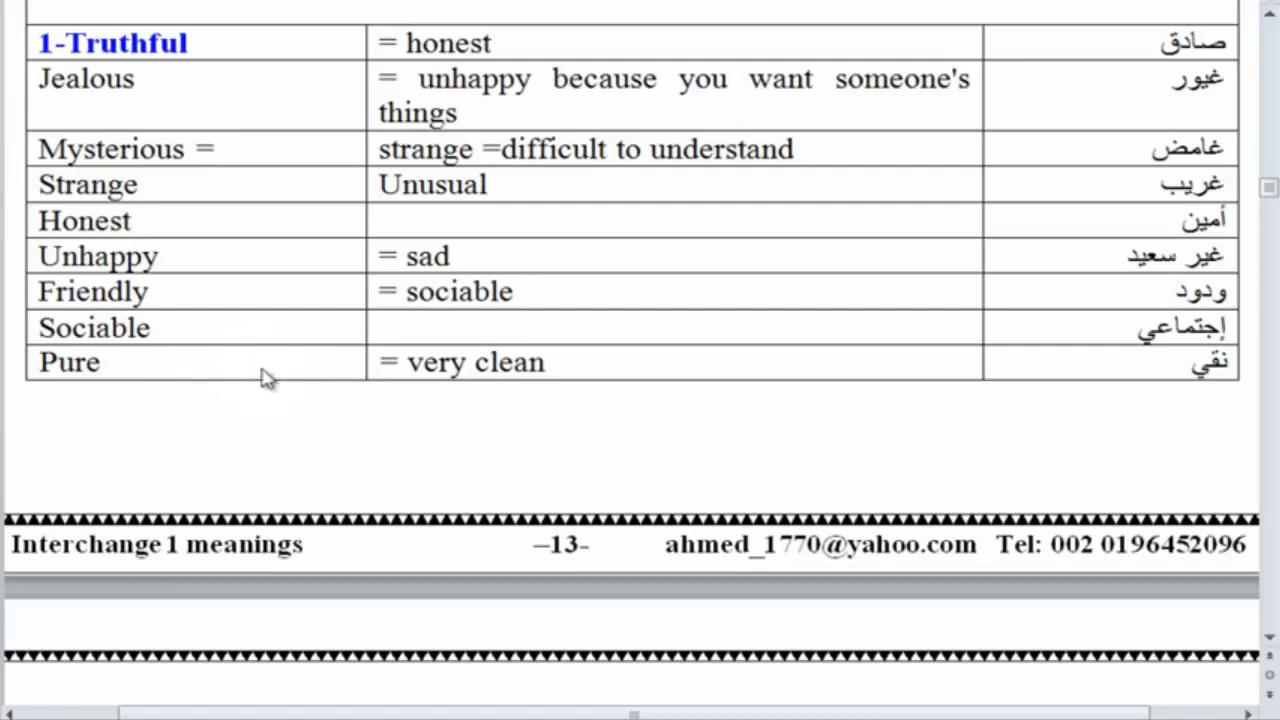 1-Truthful = honest صادق
Jealous = unhappy because you want someone's غيور
things
Mysterious = strange =difficult to understand غامض
Strange Unusual غريب
Honest أمين
Unhappy = sad غير سعيد
Friendly = sociable ودود
Sociable إجتماعي
Pure = very clean نقي
Interchange 1 meanings –13- ahmed_1770@yahoo.com Tel: 002 0196452096